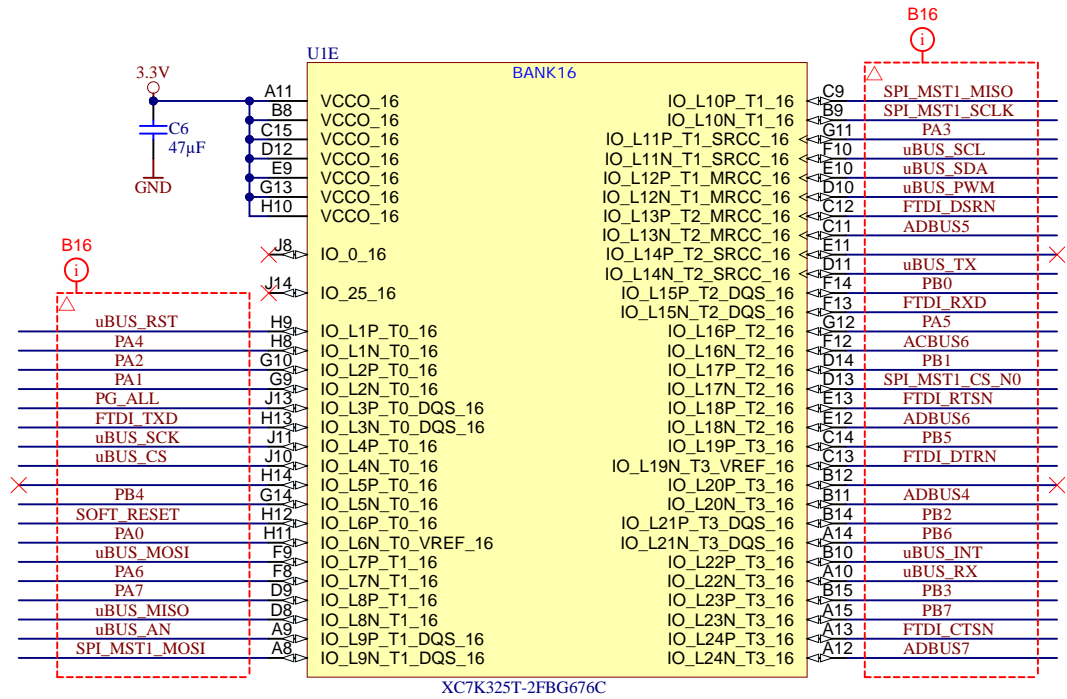 B16
i
U1E
BANK16
3.3V
C6
47µF
GND
A11 VCCO_16
B8 VCCO_16
C15 VCCO_16
D12 VCCO_16
E9 VCCO_16
G13 VCCO_16
H10 VCCO_16
J8 IO_0_16
J14 IO_25_16
B16
i
uBUS_RST H9 IO_L1P_T0_16
PA4 H8 IO_L1N_T0_16
PA2 G10 IO_L2P_T0_16
PA1 G9 IO_L2N_T0_16
PG_ALL J13 IO_L3P_T0_DQS_16
FTDI_TXD H13 IO_L3N_T0_DQS_16
uBUS_SCK J11 IO_L4P_T0_16
uBUS_CS J10 IO_L4N_T0_16
H14 IO_L5P_T0_16
PB4 G14 IO_L5N_T0_16
SOFT_RESET H12 IO_L6P_T0_16
PA0 H11 IO_L6N_T0_VREF_16
uBUS_MOSI F9 IO_L7P_T1_16
PA6 F8 IO_L7N_T1_16
PA7 D9 IO_L8P_T1_16
uBUS_MISO D8 IO_L8N_T1_16
uBUS_AN A9 IO_L9P_T1_DQS_16
SPI_MST1_MOSI A8 IO_L9N_T1_DQS_16
IO_L10P_T1_16 C9 SPI_MST1_MISO
IO_L10N_T1_16 B9 SPI_MST1_SCLK
IO_L11P_T1_SRCC_16 G11 PA3
IO_L11N_T1_SRCC_16 F10 uBUS_SCL
IO_L12P_T1_MRCC_16 E10 uBUS_SDA
IO_L12N_T1_MRCC_16 D10 uBUS_PWM
IO_L13P_T2_MRCC_16 C12 FTDI_DSRN
IO_L13N_T2_MRCC_16 C11 ADBUS5
IO_L14P_T2_SRCC_16 E11
IO_L14N_T2_SRCC_16 D11 uBUS_TX
IO_L15P_T2_DQS_16 F14 PB0
IO_L15N_T2_DQS_16 F13 FTDI_RXD
IO_L16P_T2_16 G12 PA5
IO_L16N_T2_16 F12 ACBUS6
IO_L17P_T2_16 D14 PB1
IO_L17N_T2_16 D13 SPI_MST1_CS_N0
IO_L18P_T2_16 E13 FTDI_RTSN
IO_L18N_T2_16 E12 ADBUS6
IO_L19P_T3_16 C14 PB5
IO_L19N_T3_VREF_16 C13 FTDI_DTRN
IO_L20P_T3_16 B12
IO_L20N_T3_16 B11 ADBUS4
IO_L21P_T3_DQS_16 B14 PB2
IO_L21N_T3_DQS_16 A14 PB6
IO_L22P_T3_16 B10 uBUS_INT
IO_L22N_T3_16 A10 uBUS_RX
IO_L23P_T3_16 B15 PB3
IO_L23N_T3_16 A15 PB7
IO_L24P_T3_16 A13 FTDI_CTSN
IO_L24N_T3_16 A12 ADBUS7
XC7K325T-2FBG676C